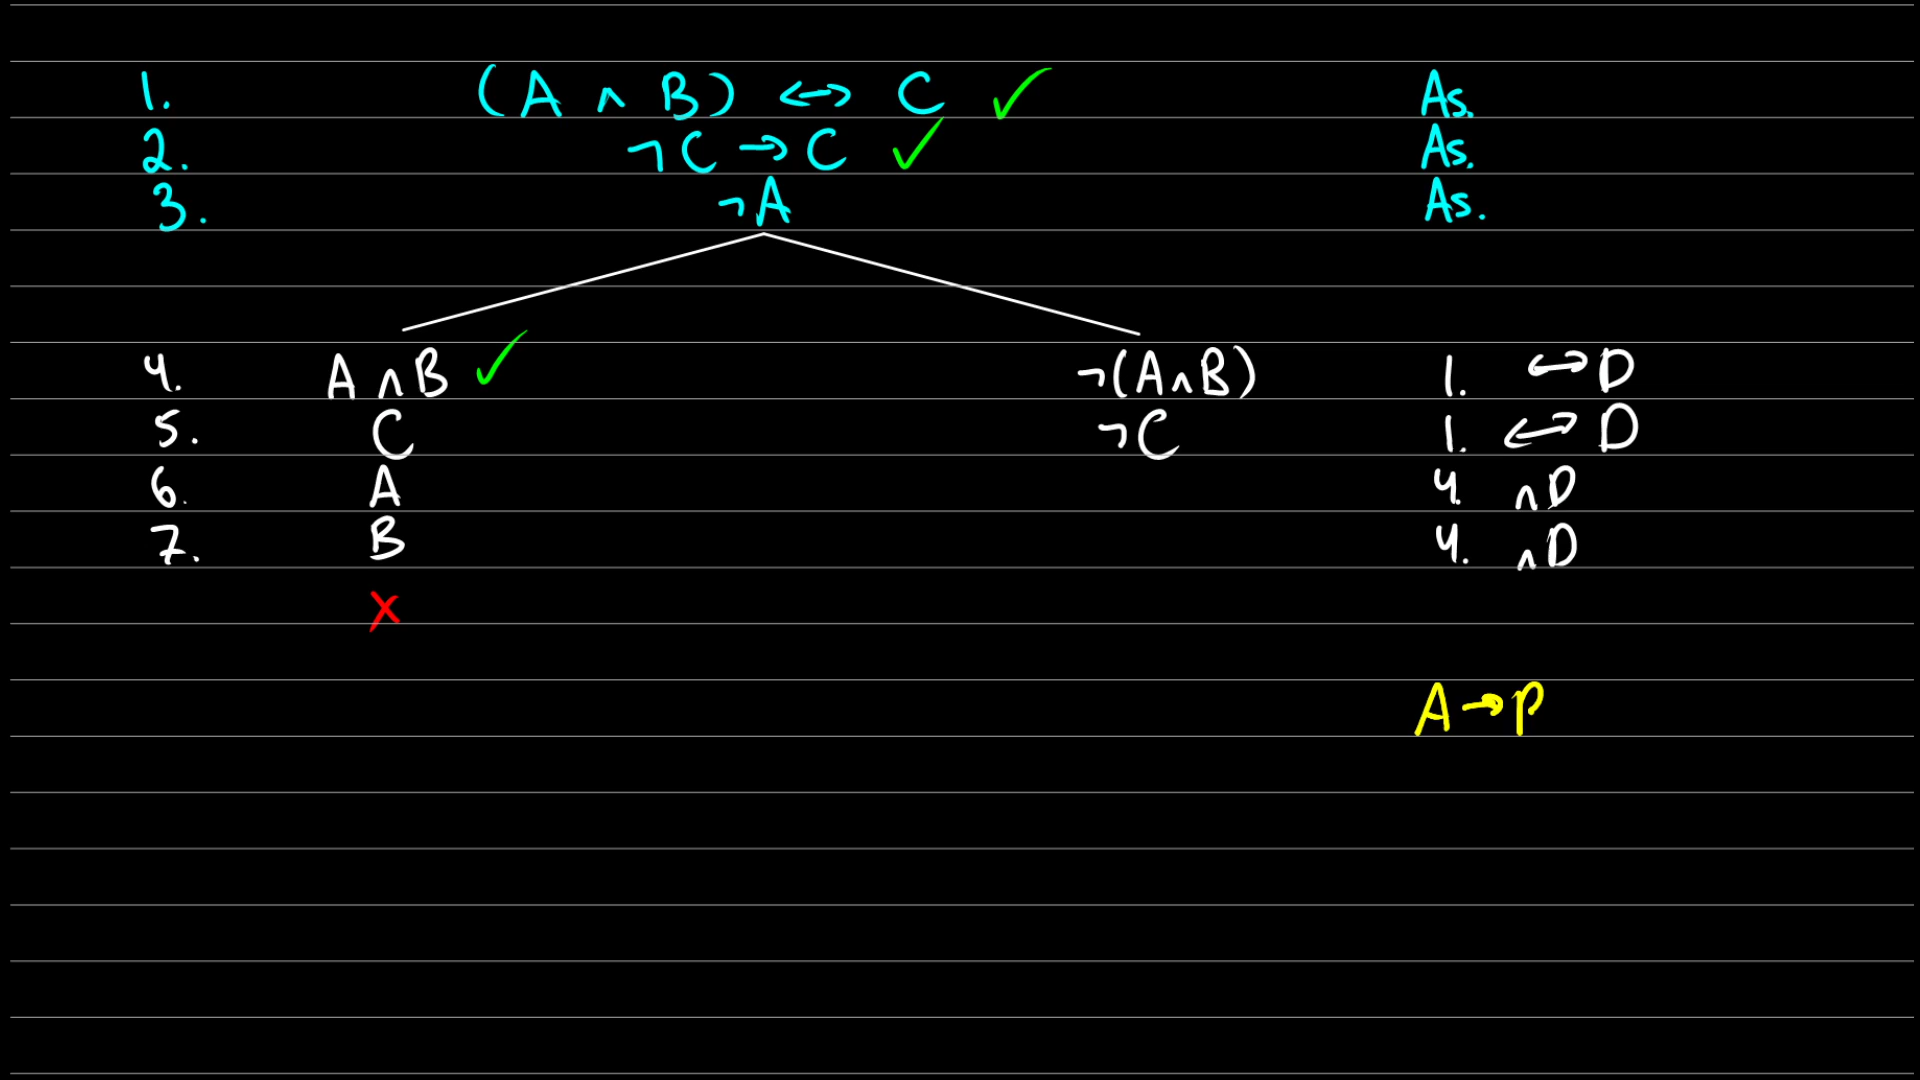 1. (A ∧ B) ↔ C ✓ As.
2. ¬C → C ✓ As.
3. ¬A As.
4. A ∧ B ✓ ¬(A∧B) 1. ↔D
5. C ¬C 1. ↔D
6. A 4. ∧D
7. B 4. ∧D
X
A→P